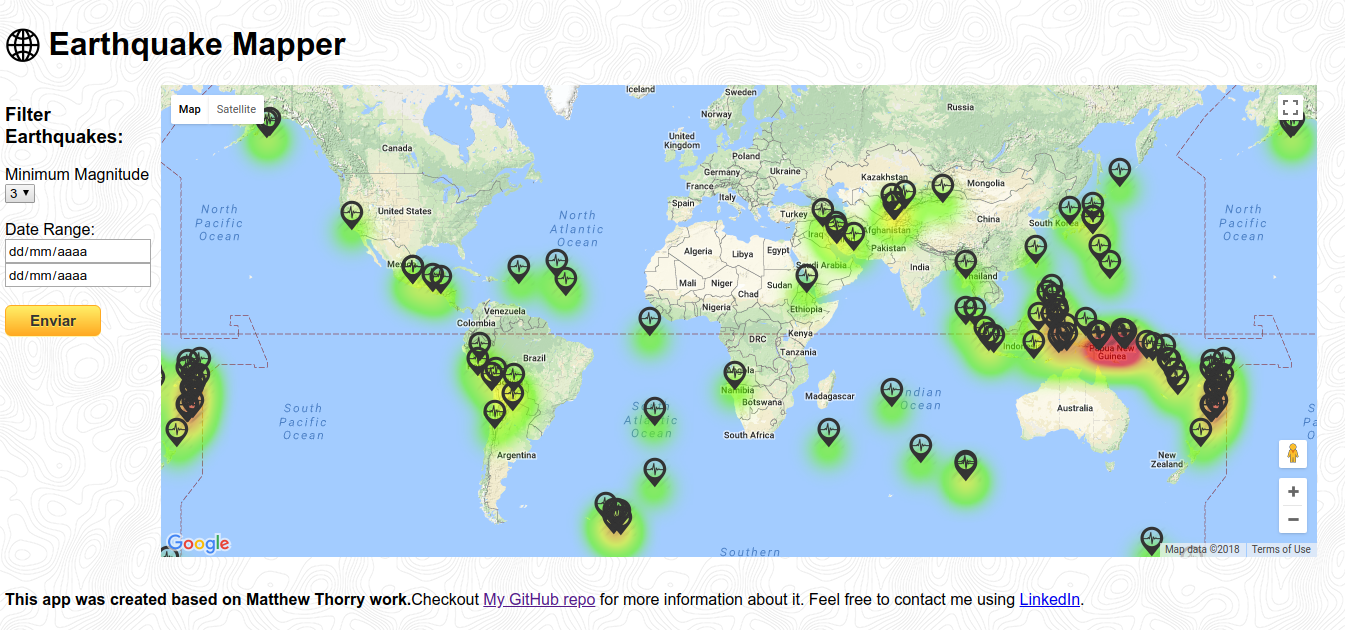 Earthquake Mapper
Filter
Earthquakes:
Minimum Magnitude
3
Date Range:
dd/mm/aaaa
dd/mm/aaaa
Enviar
Map Satellite
Iceland
Sweden
Norway
Russia
United
Kingdom
Canada
Poland
Germany
Ukraine
Kazakhstan
France
Mongolia
Italy
Spain
United States
Turkey
China
South Korea
North
Pacific
Ocean
North
Atlantic
Ocean
North
Pacific
Ocean
Iraq
Afghanistan
Pakistan
Algeria
Libya
Egypt
Saudi Arabia
India
Thailand
Mali
Niger
Sudan
Chad
Nigeria
Ethiopia
Venezuela
Colombia
DRC
Kenya
Tanzania
Brazil
Papua New
Guinea
Angola
Namibia
Botswana
Madagascar
Indian
Ocean
South
Pacific
Ocean
South
Atlantic
Ocean
Australia
South Africa
Argentina
New
Zealand
Southern
Google
Map data ©2018 Terms of Use
This app was created based on Matthew Thorry work.Checkout My GitHub repo for more information about it. Feel free to contact me using LinkedIn.